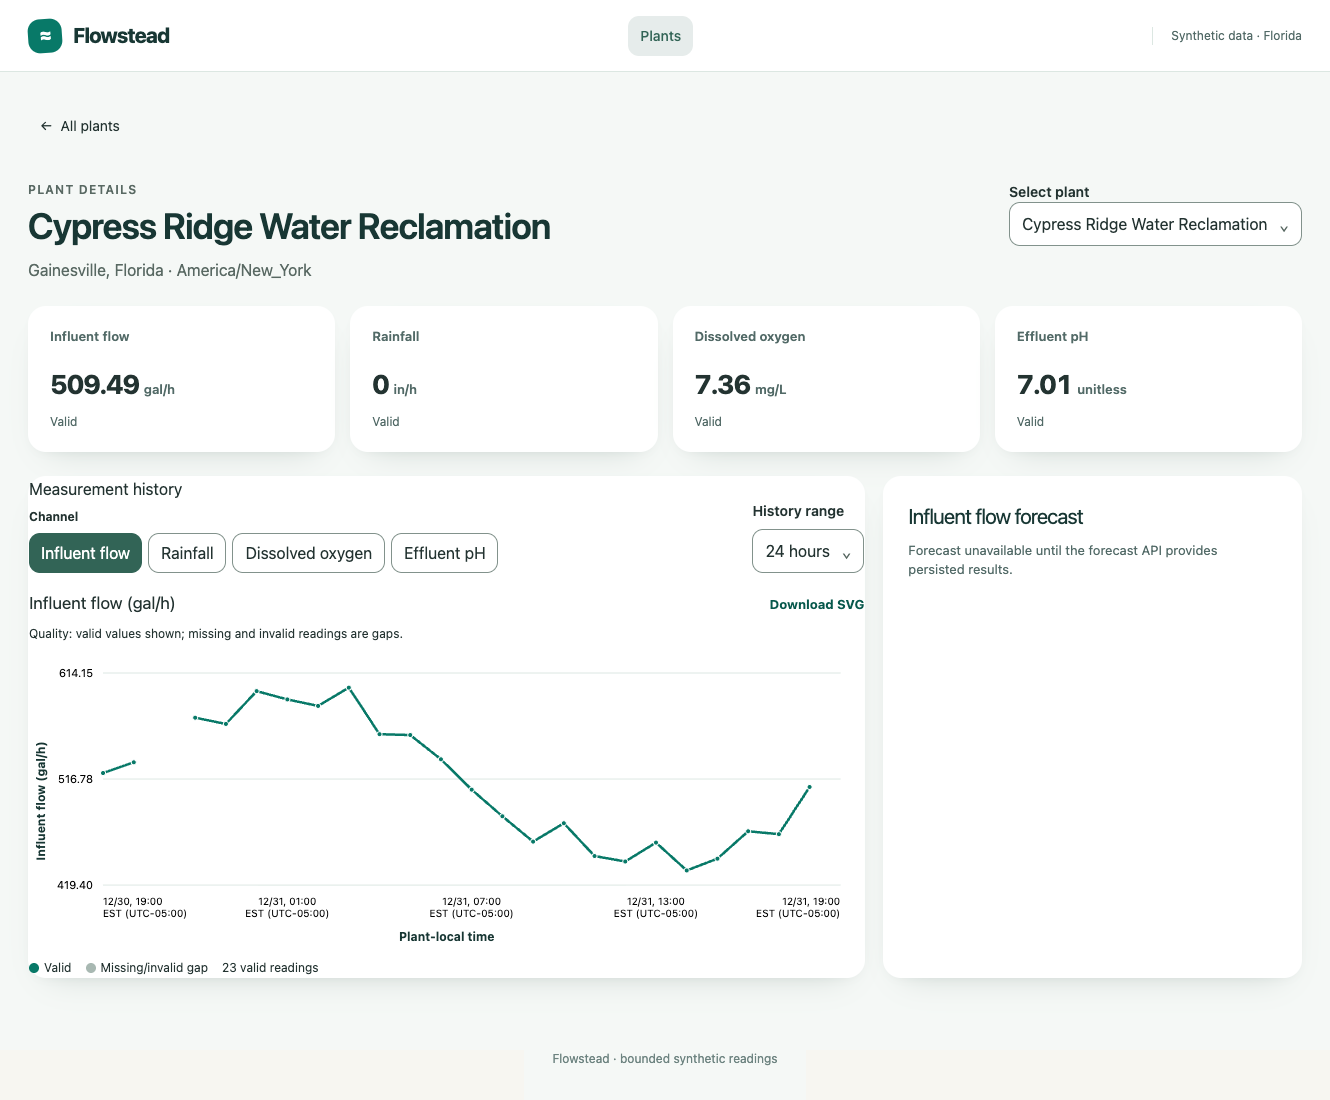 ≈ Flowstead
Plants
Synthetic data · Florida
← All plants
PLANT DETAILS
Cypress Ridge Water Reclamation
Gainesville, Florida · America/New_York
Select plant
Cypress Ridge Water Reclamation
Influent flow
509.49 gal/h
Valid
Rainfall
0 in/h
Valid
Dissolved oxygen
7.36 mg/L
Valid
Effluent pH
7.01 unitless
Valid
Measurement history
Channel
Influent flow
Rainfall
Dissolved oxygen
Effluent pH
History range
24 hours
Influent flow (gal/h)
Download SVG
Quality: valid values shown; missing and invalid readings are gaps.
614.15
516.78
419.40
Influent flow (gal/h)
12/30, 19:00
EST (UTC-05:00)
12/31, 01:00
EST (UTC-05:00)
12/31, 07:00
EST (UTC-05:00)
12/31, 13:00
EST (UTC-05:00)
12/31, 19:00
EST (UTC-05:00)
Plant-local time
Valid
Missing/invalid gap
23 valid readings
Influent flow forecast
Forecast unavailable until the forecast API provides
persisted results.
Flowstead · bounded synthetic readings